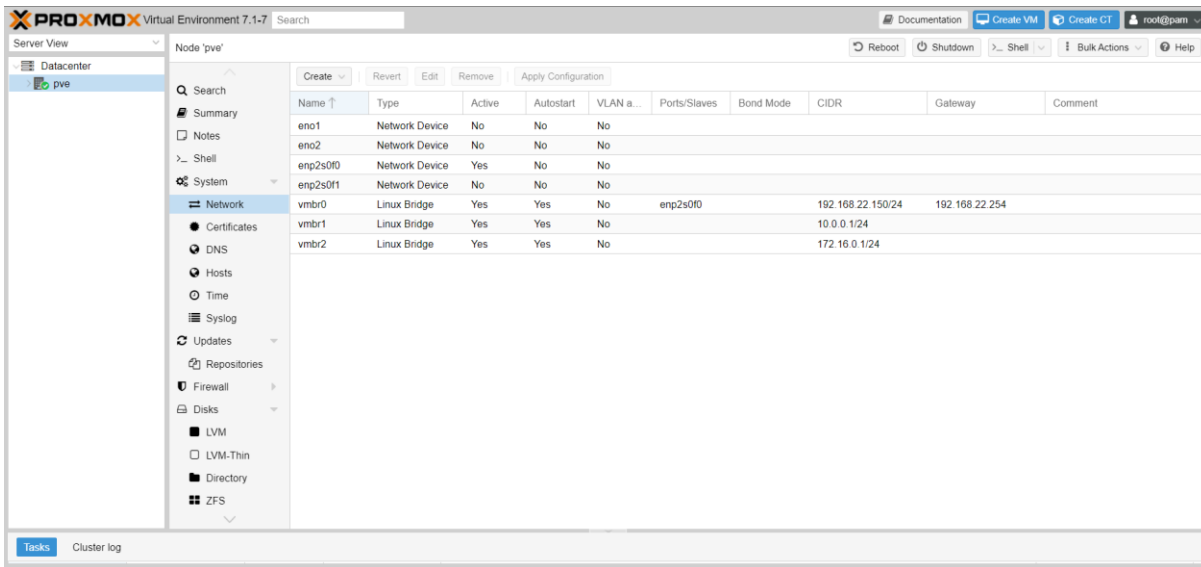 PROXMOX Virtual Environment 7.1-7 Search Documentation Create VM Create CT root@pam
Server View
Node 'pve' Reboot Shutdown >_ Shell Bulk Actions Help
Datacenter
pve
Search
Summary
Notes
>_ Shell
System
Network
Certificates
DNS
Hosts
Time
Syslog
Updates
Repositories
Firewall
Disks
LVM
LVM-Thin
Directory
ZFS
Create Revert Edit Remove Apply Configuration
Name ↑ Type Active Autostart VLAN a... Ports/Slaves Bond Mode CIDR Gateway Comment
eno1 Network Device No No No
eno2 Network Device No No No
enp2s0f0 Network Device Yes No No
enp2s0f1 Network Device No No No
vmbr0 Linux Bridge Yes Yes No enp2s0f0 192.168.22.150/24 192.168.22.254
vmbr1 Linux Bridge Yes Yes No 10.0.0.1/24
vmbr2 Linux Bridge Yes Yes No 172.16.0.1/24
Tasks Cluster log